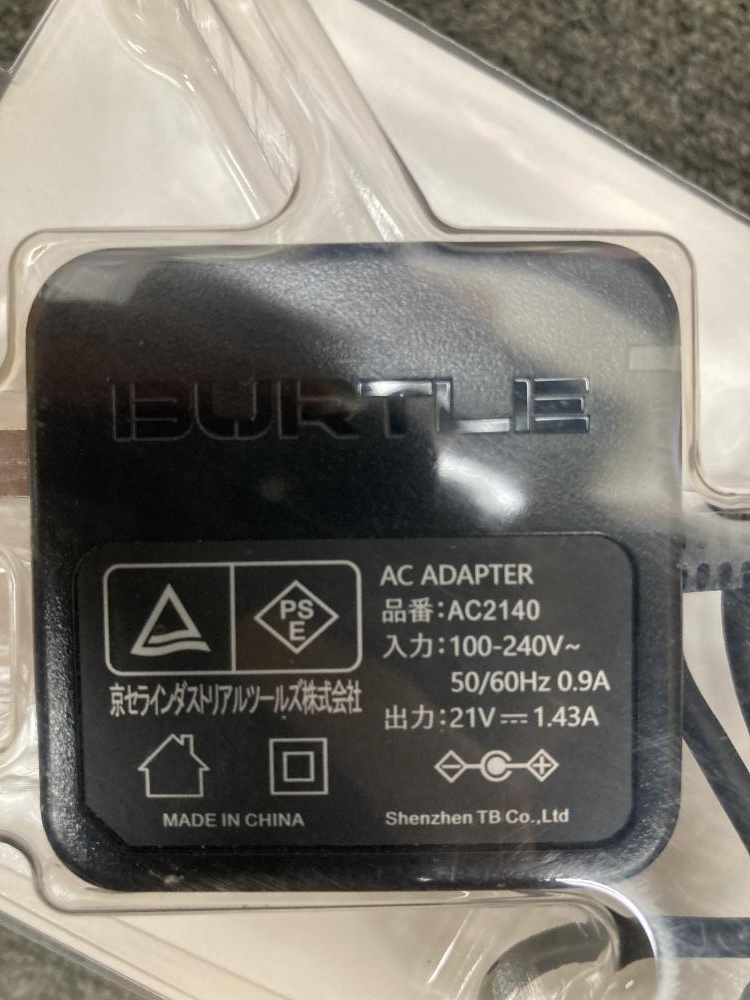 BURTLE
PS
E
京セラインダストリアルツールズ株式会社
MADE IN CHINA
AC ADAPTER
品番:AC2140
入力:100-240V~
50/60Hz 0.9A
出力:21V⎓1.43A
Shenzhen TB Co.,Ltd